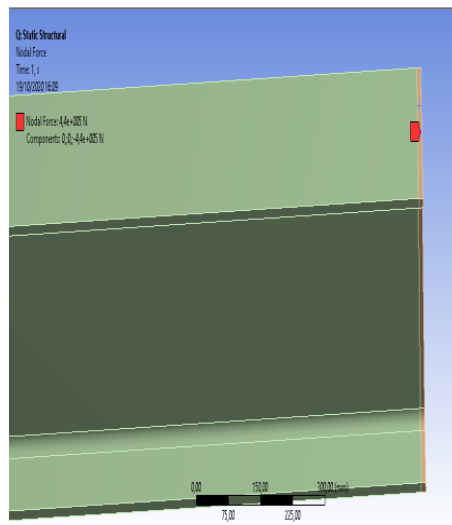 Q: Static Structural
Nodal Force
Time: 1, s
19/10/2020 16:09
Nodal Force: 4,4e+005 N
Components: 0,;0,;-4,4e+005 N
0,00 150,00 300,00 (mm)
75,00 225,00